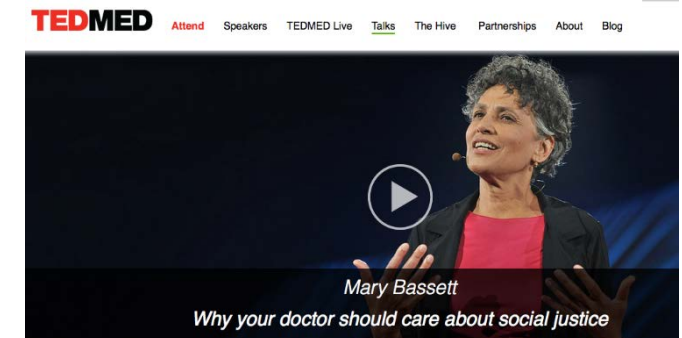 TEDMED Attend Speakers TEDMED Live Talks The Hive Partnerships About Blog
Mary Bassett
Why your doctor should care about social justice